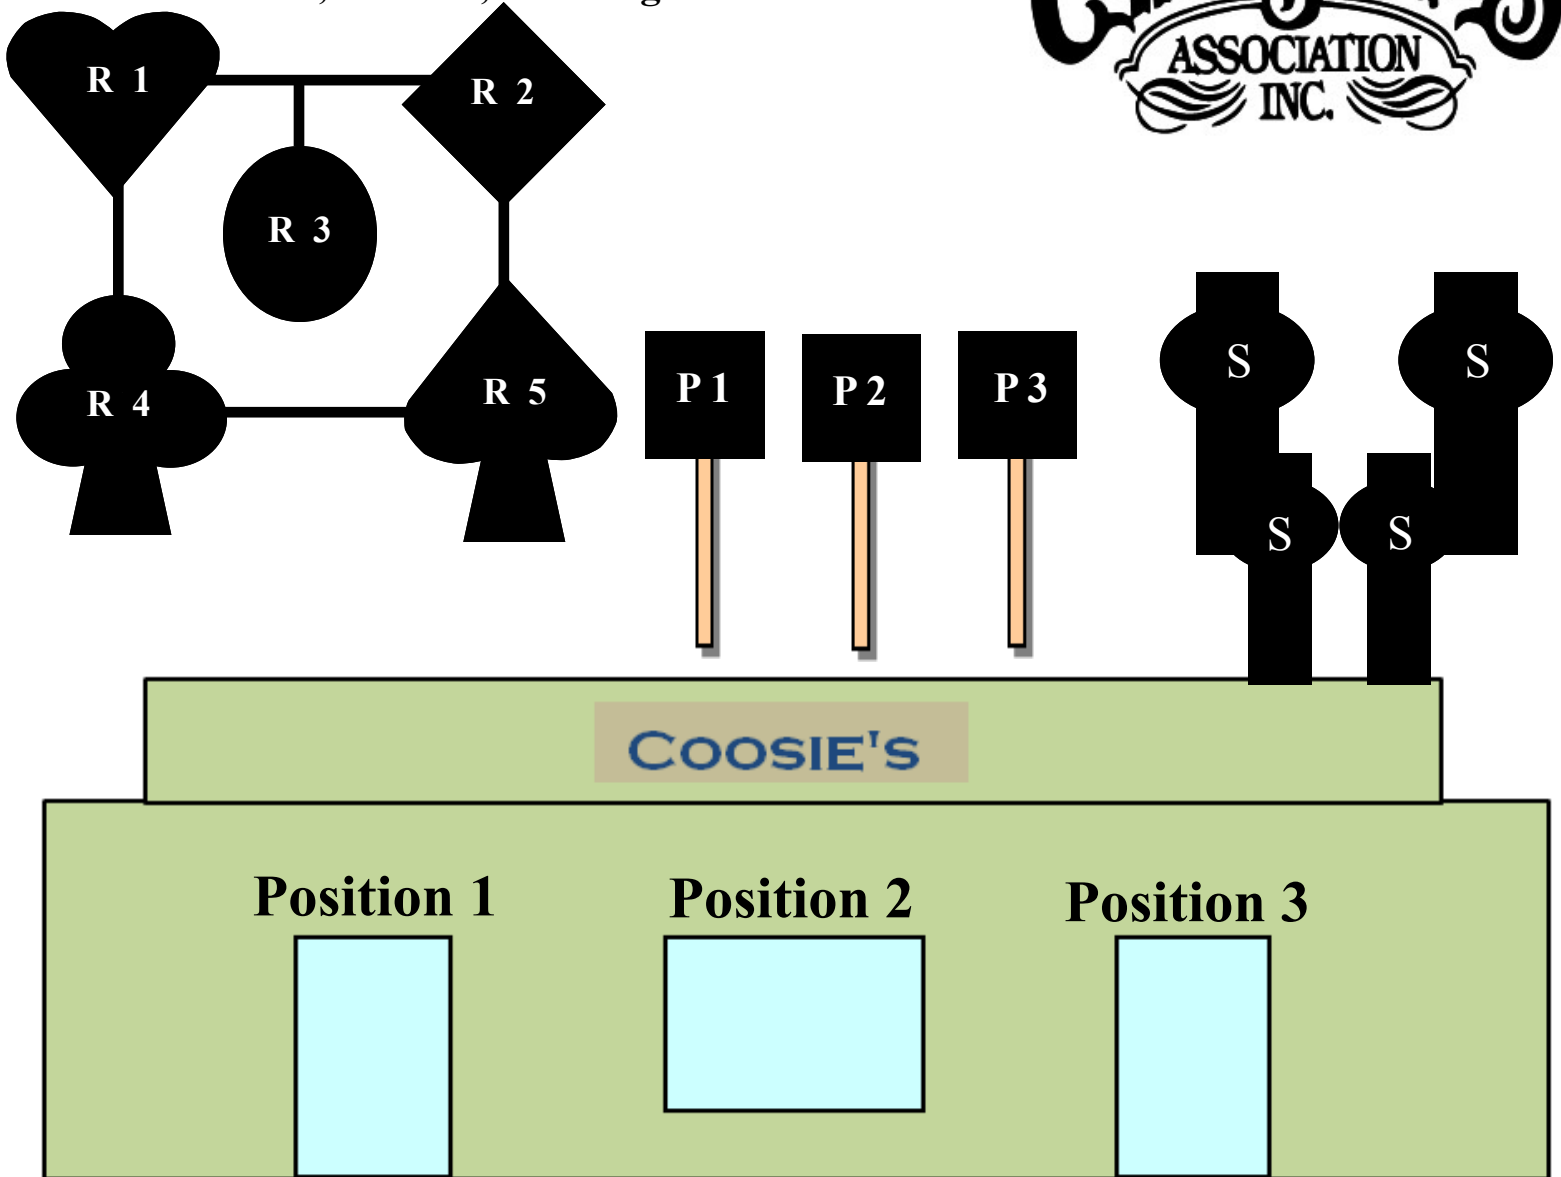 ASSOCIATION
INC.
R 1
R 2
R 3
R 4
R 5
P 1
P 2
P 3
S
S
S
S
COOSIE'S
Position 1
Position 2
Position 3